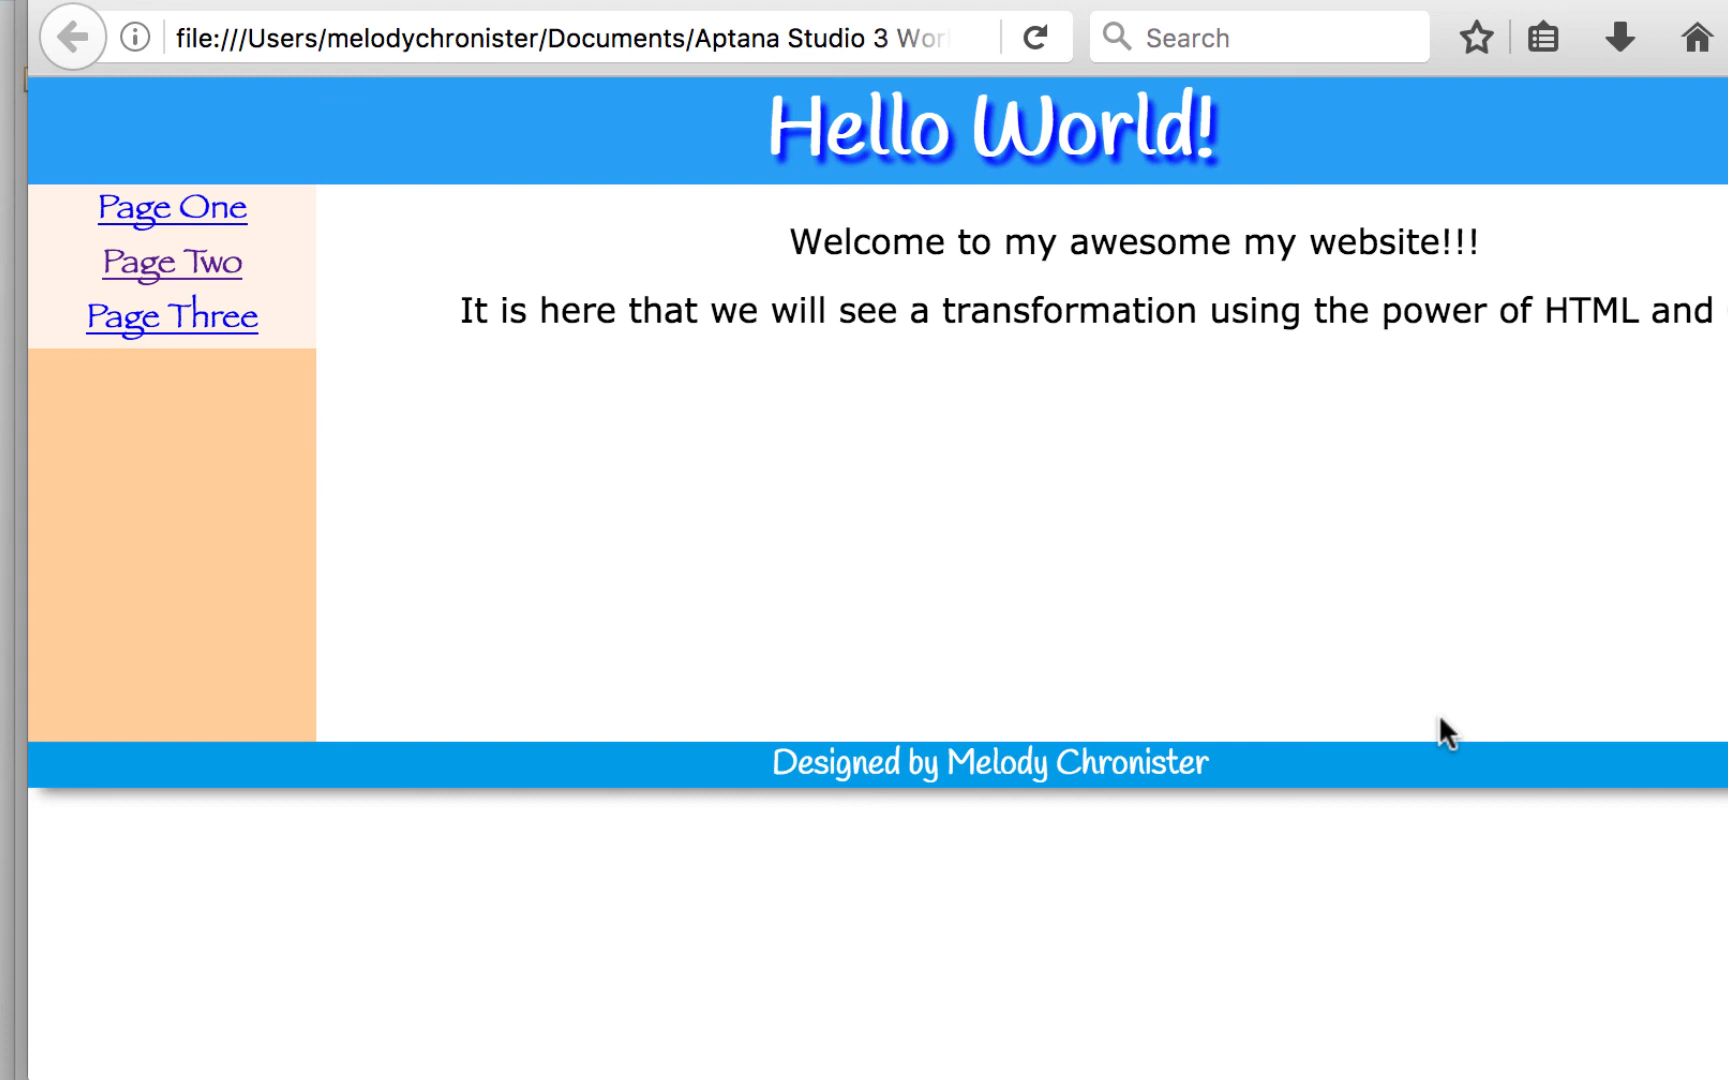 file:///Users/melodychronister/Documents/Aptana Studio 3 Wor
Search
Hello World!
Page One
Page Two
Page Three
Welcome to my awesome my website!!!
It is here that we will see a transformation using the power of HTML and
Designed by Melody Chronister